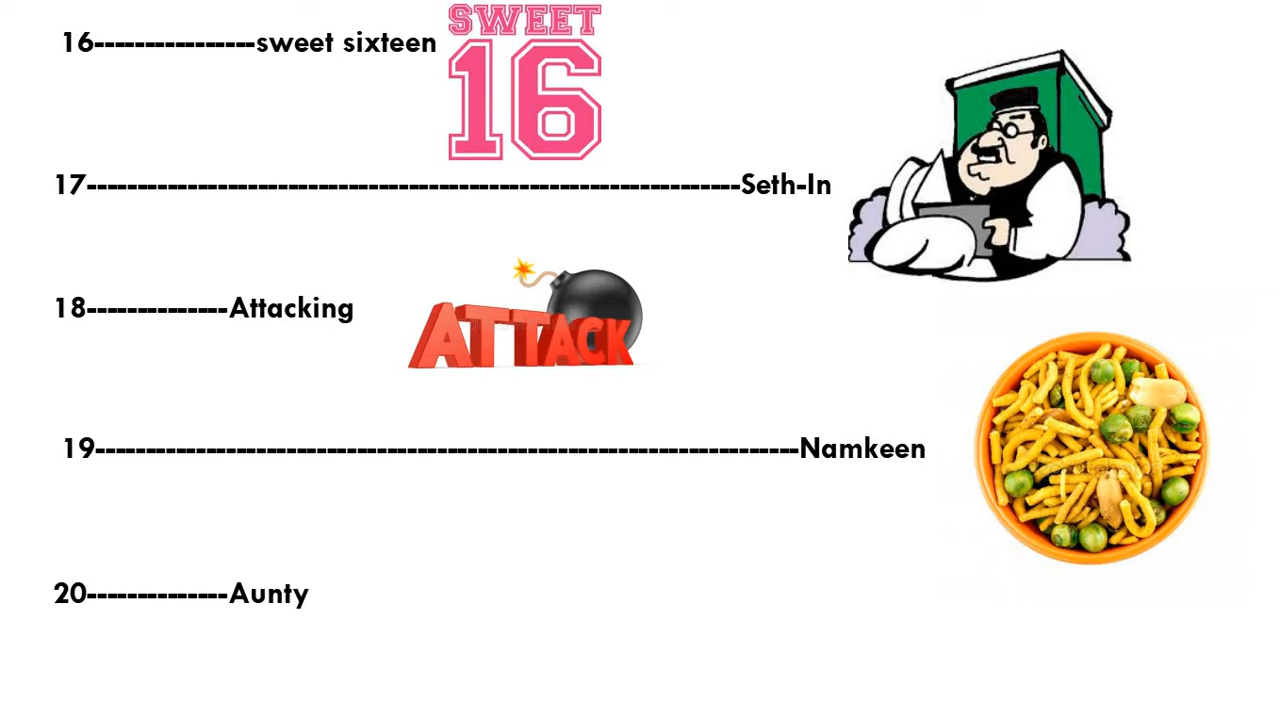 16----------------sweet sixteen
SWEET
16
17----------------------------------------------------------------Seth-In
18--------------Attacking
ATTACK
19---------------------------------------------------------------------Namkeen
20--------------Aunty